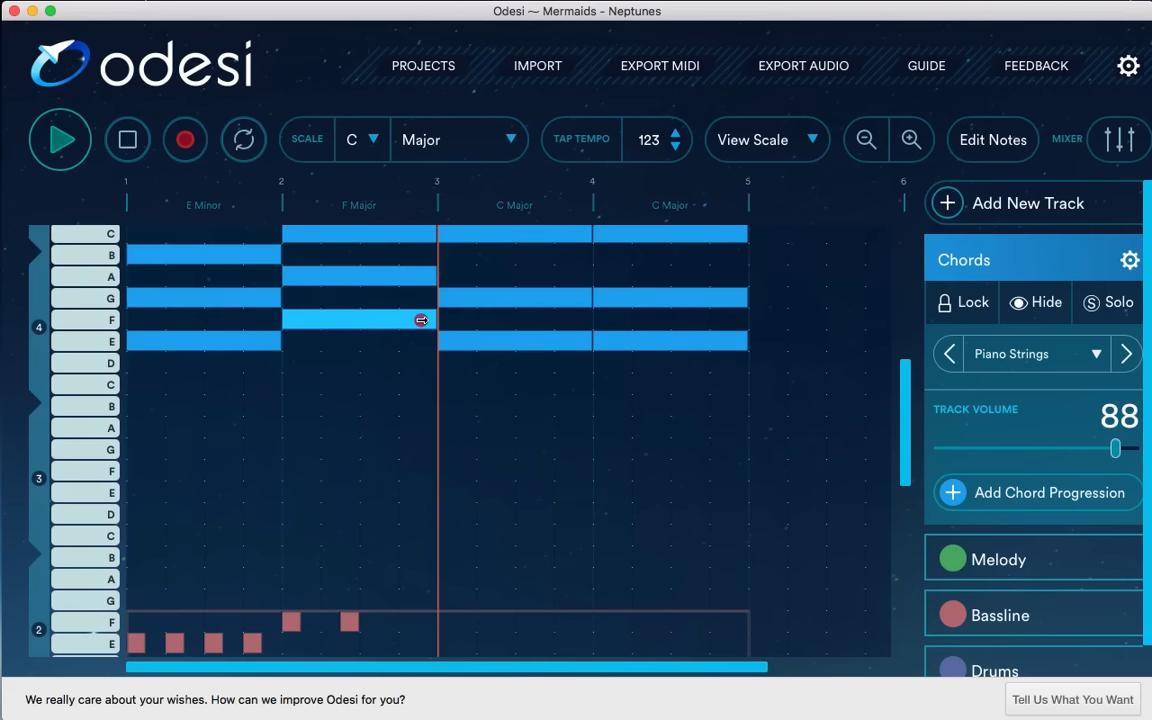 Odesi ~ Mermaids - Neptunes
odesi
PROJECTS IMPORT EXPORT MIDI EXPORT AUDIO GUIDE FEEDBACK
SCALE C Major TAP TEMPO 123 View Scale Edit Notes MIXER
1 2 3 4 5 6
E Minor F Major C Major C Major
Add New Track
Chords
Lock Hide S Solo
Piano Strings
TRACK VOLUME 88
Add Chord Progression
Melody
Bassline
Drums
C
B
A
G
4 F
E
D
C
B
A
G
3 F
E
D
C
B
A
G
2 F
E
We really care about your wishes. How can we improve Odesi for you?
Tell Us What You Want